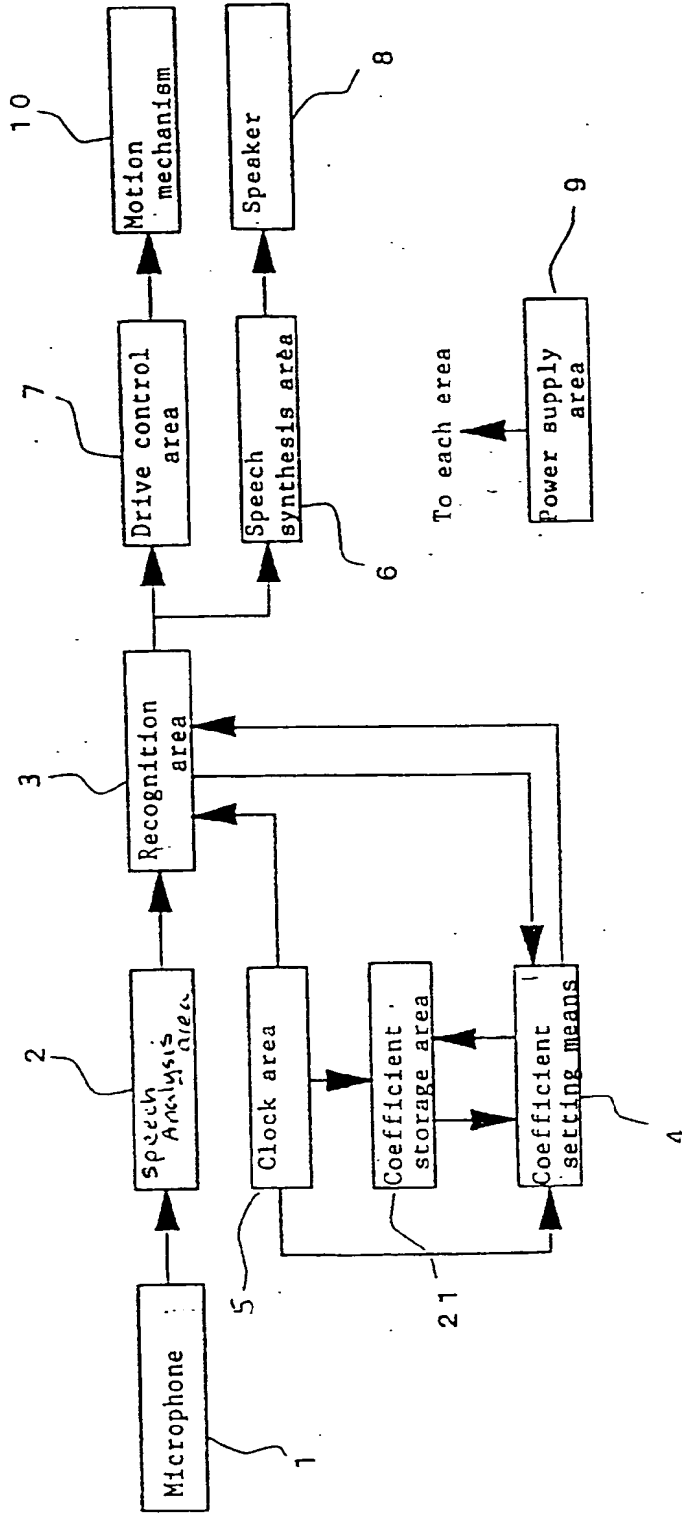 Microphone
1
Speech
Analysis
area
2
Recognition
area
3
Drive control
area
7
Motion
mechanism
10
Speech
synthesis area
6
Speaker
8
Clock area
5
Coefficient
storage area
21
Coefficient
setting means
4
To each erea
Power supply
area
9